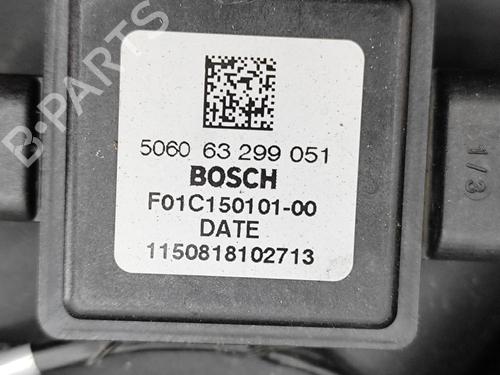 5060 63 299 051
BOSCH
F01C150101-00
DATE
1150818102713
1/3
B-PARTS